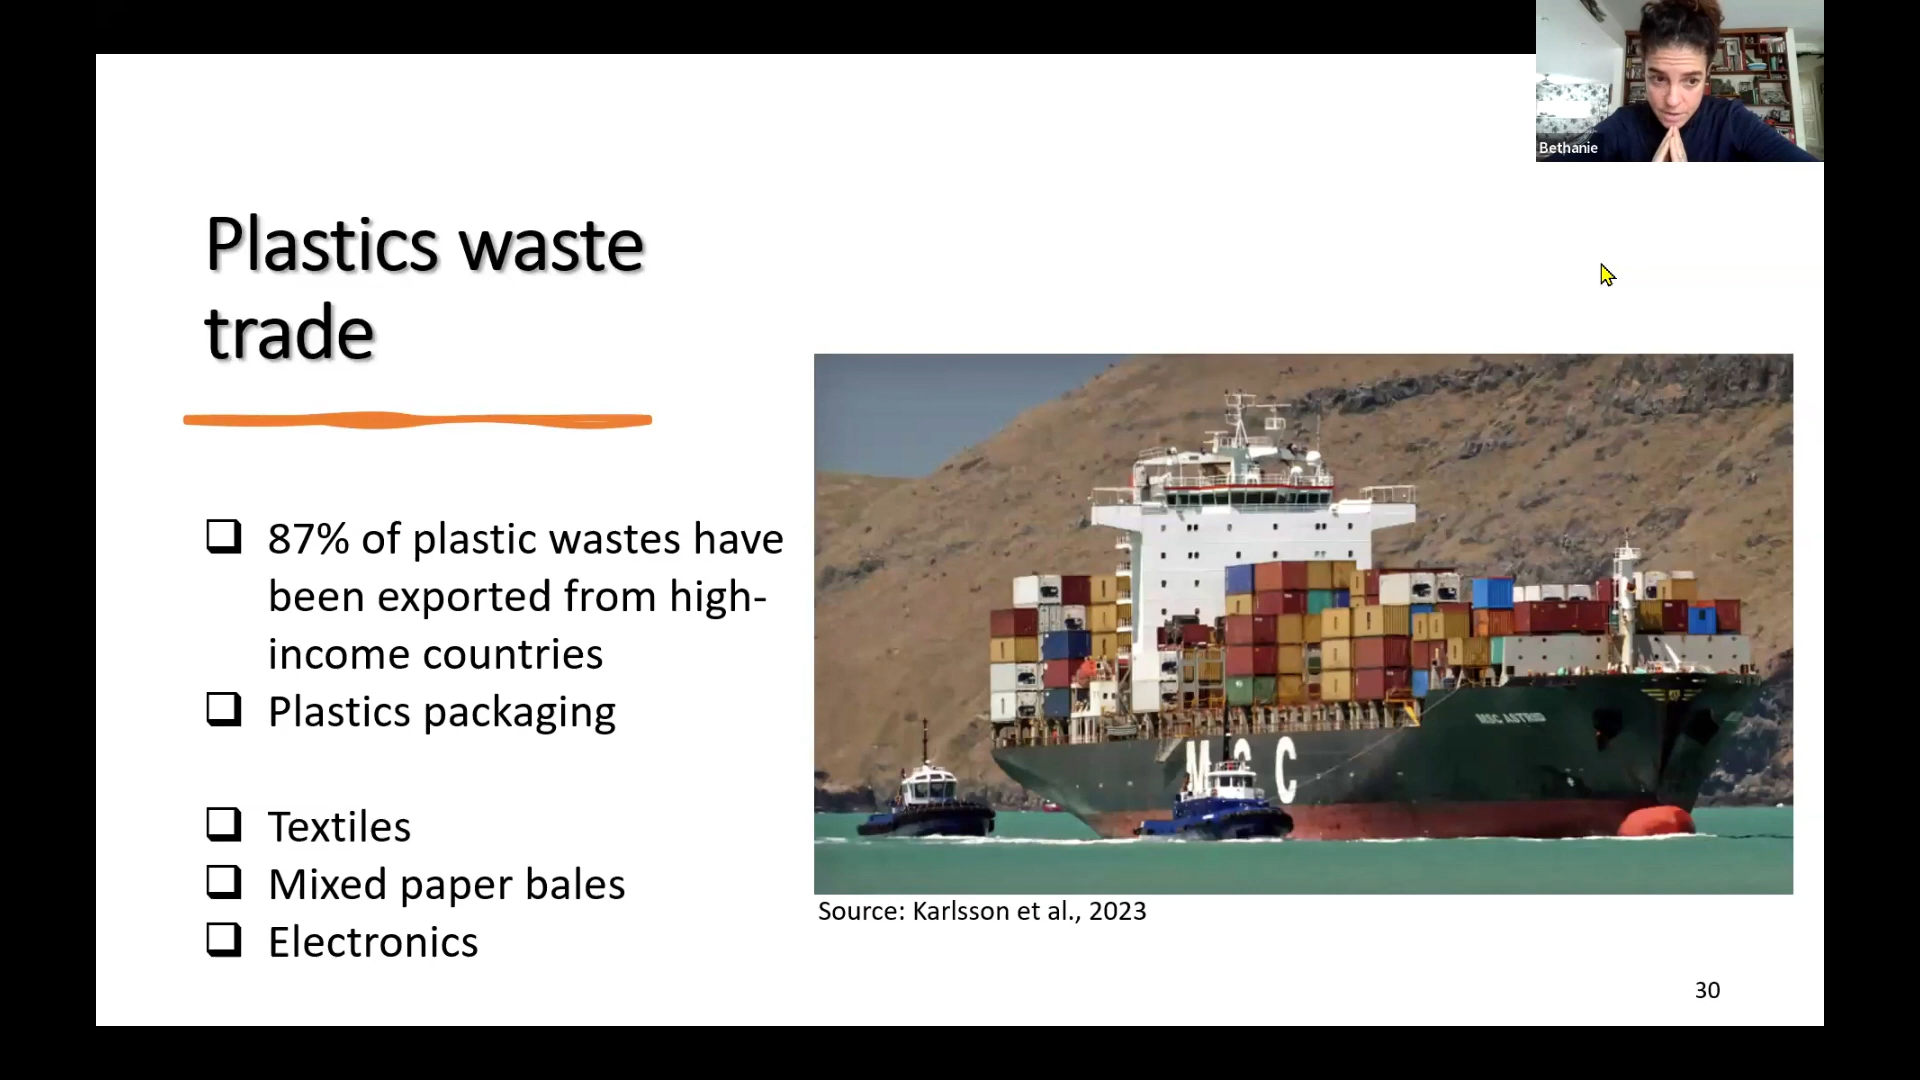 Bethanie
Plastics waste
trade
❑ 87% of plastic wastes have
been exported from high-
income countries
❑ Plastics packaging
❑ Textiles
❑ Mixed paper bales
❑ Electronics
MSC ASTRID
M S C
Source: Karlsson et al., 2023
30